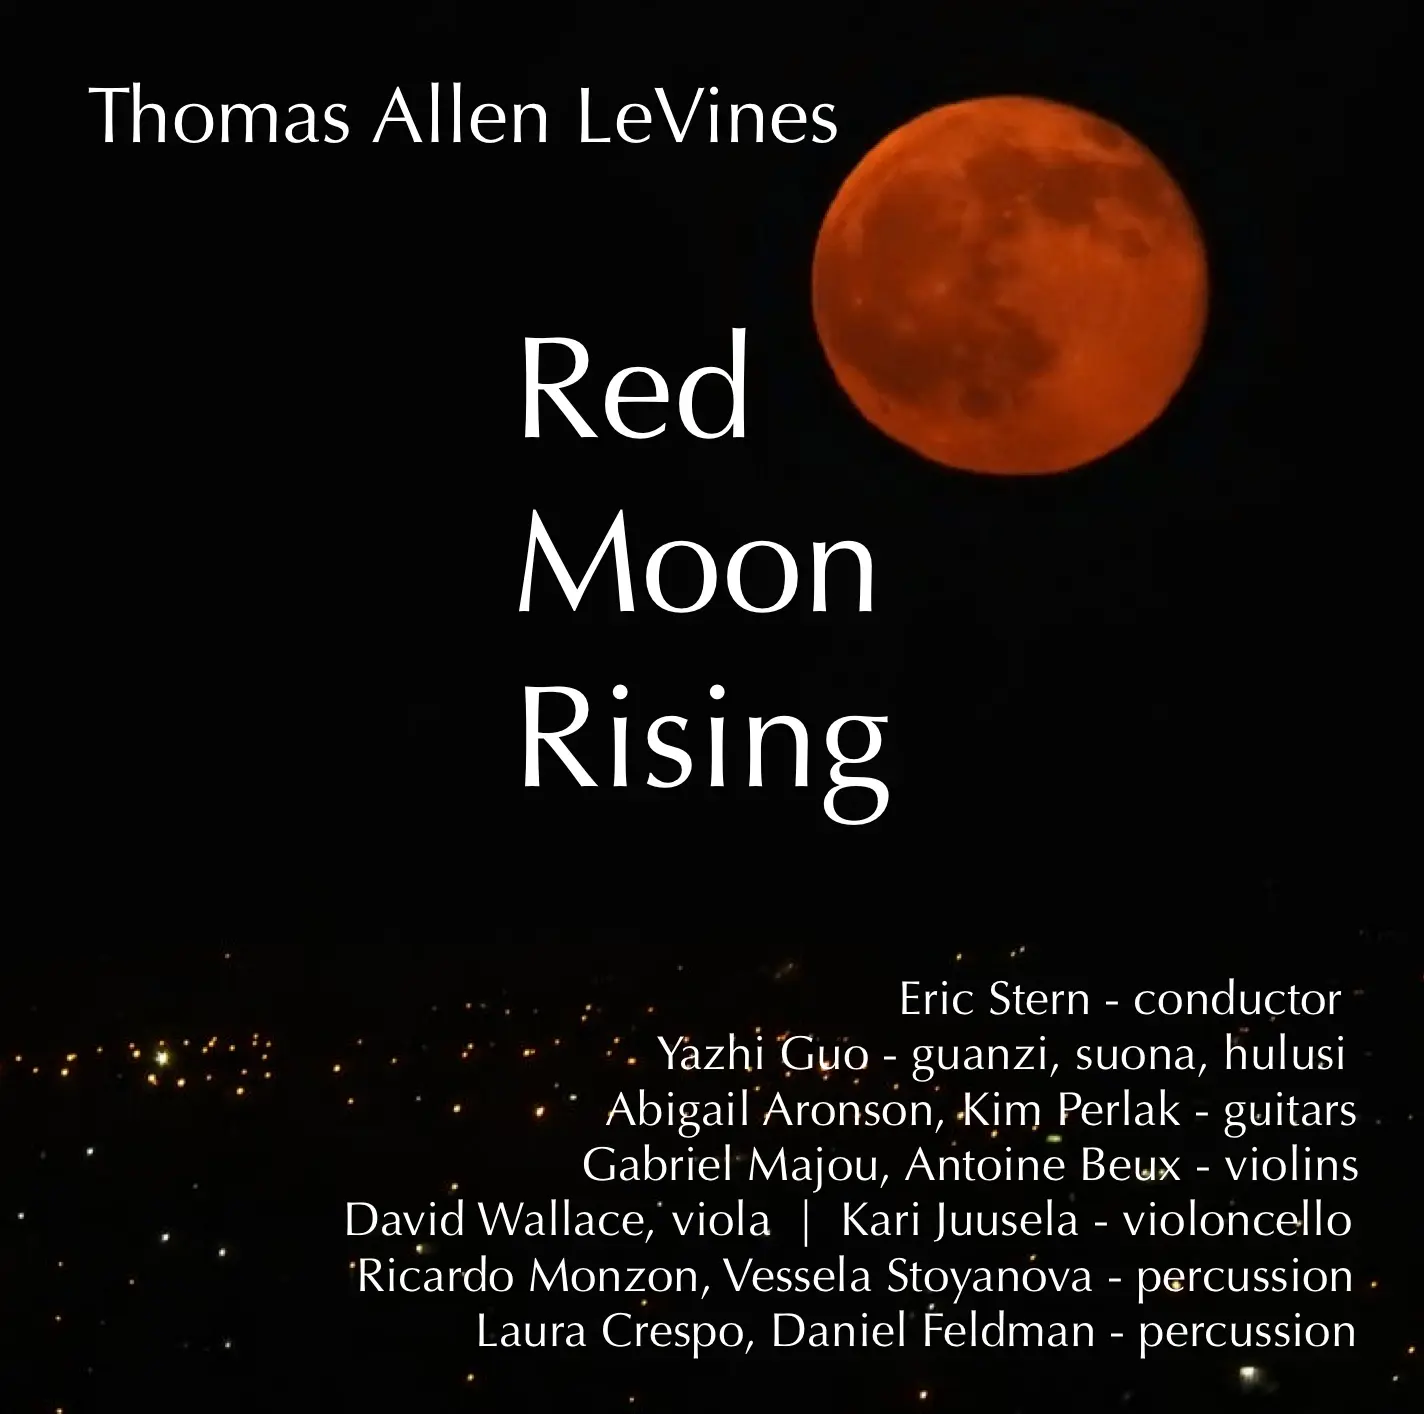 Thomas Allen LeVines
Red
Moon
Rising
Eric Stern - conductor
Yazhi Guo - guanzi, suona, hulusi
Abigail Aronson, Kim Perlak - guitars
Gabriel Majou, Antoine Beux - violins
David Wallace, viola | Kari Juusela - violoncello
Ricardo Monzon, Vessela Stoyanova - percussion
Laura Crespo, Daniel Feldman - percussion